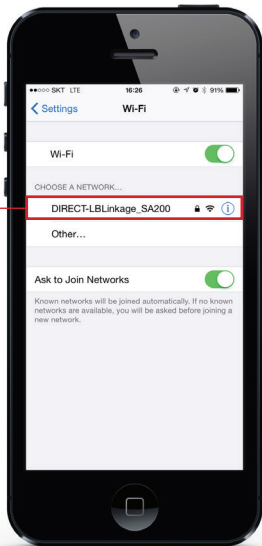 SKT LTE 16:26 91%
Settings Wi-Fi
Wi-Fi
CHOOSE A NETWORK...
DIRECT-LBLinkage_SA200
Other...
Ask to Join Networks
Known networks will be joined automatically. If no known
networks are available, you will be asked before joining a
new network.